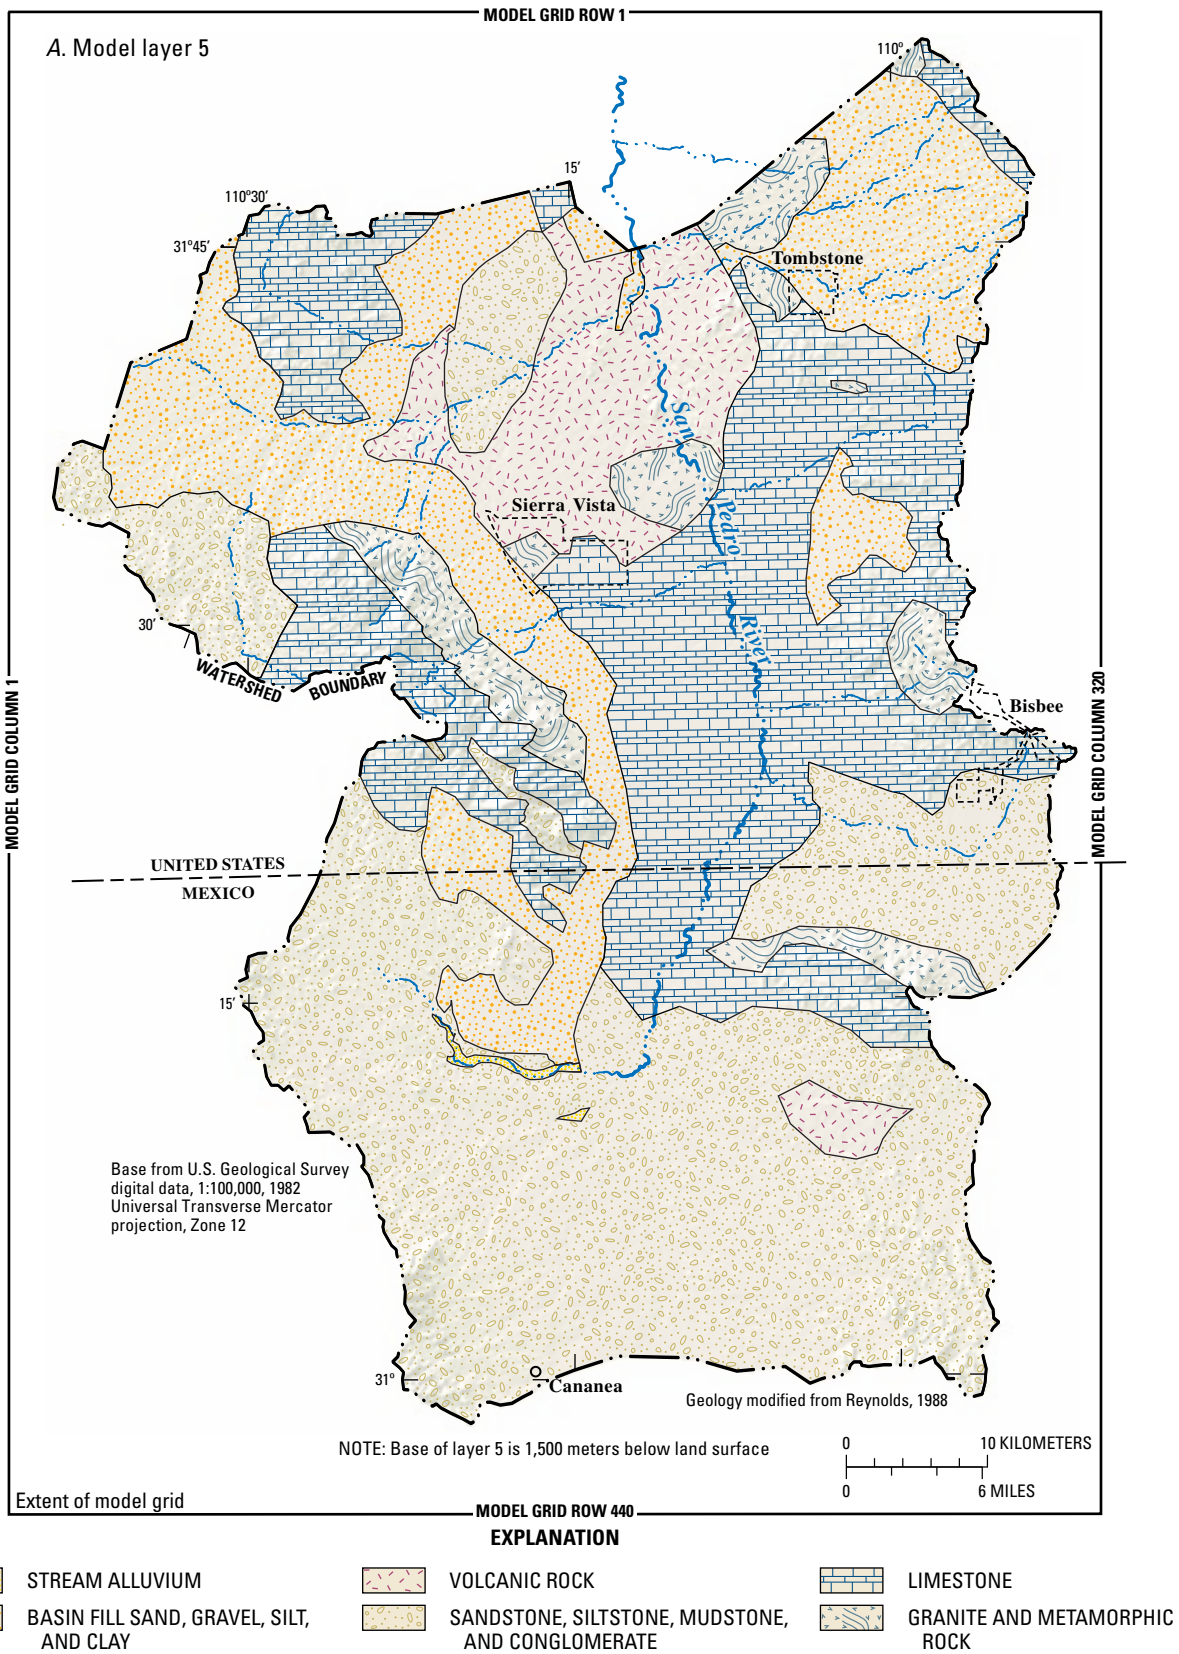 MODEL GRID ROW 1
A. Model layer 5
110°
15′
110°30′
31°45′
Tombstone
San
Pedro
River
Sierra Vista
30′
WATERSHED BOUNDARY
Bisbee
MODEL GRID COLUMN 1
MODEL GRID COLUMN 320
UNITED STATES
MEXICO
15′
Base from U.S. Geological Survey
digital data, 1:100,000, 1982
Universal Transverse Mercator
projection, Zone 12
31°
Cananea
Geology modified from Reynolds, 1988
NOTE: Base of layer 5 is 1,500 meters below land surface
0 10 KILOMETERS
0 6 MILES
Extent of model grid
MODEL GRID ROW 440
EXPLANATION
STREAM ALLUVIUM
BASIN FILL SAND, GRAVEL, SILT,
AND CLAY
VOLCANIC ROCK
SANDSTONE, SILTSTONE, MUDSTONE,
AND CONGLOMERATE
LIMESTONE
GRANITE AND METAMORPHIC
ROCK